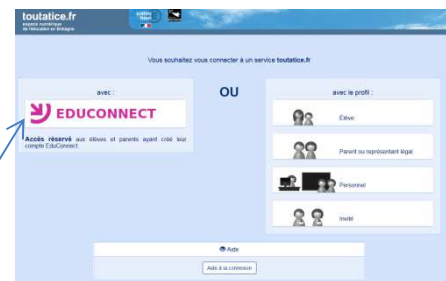 toutatice.fr
espace numérique
de l'éducation en Bretagne
Vous souhaitez vous connecter à un service toutatice.fr
avec :
EDUCONNECT
Accès réservé aux élèves et parents ayant créé leur
compte EduConnect
OU
avec le profil :
Élève
Parent ou représentant légal
Personnel
Invité
Aide
Aide à la connexion